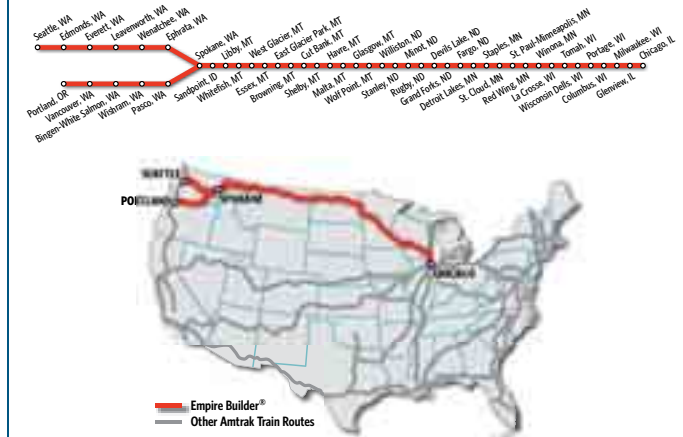 Seattle, WA
Edmonds, WA
Everett, WA
Leavenworth, WA
Wenatchee, WA
Ephrata, WA
Portland, OR
Vancouver, WA
Bingen-White Salmon, WA
Wishram, WA
Pasco, WA
Spokane, WA
Sandpoint, ID
Libby, MT
Whitefish, MT
West Glacier, MT
Essex, MT
East Glacier Park, MT
Browning, MT
Cut Bank, MT
Shelby, MT
Havre, MT
Malta, MT
Glasgow, MT
Wolf Point, MT
Williston, ND
Stanley, ND
Minot, ND
Rugby, ND
Devils Lake, ND
Grand Forks, ND
Fargo, ND
Detroit Lakes, MN
Staples, MN
St. Cloud, MN
St. Paul-Minneapolis, MN
Red Wing, MN
Winona, MN
La Crosse, WI
Tomah, WI
Wisconsin Dells, WI
Portage, WI
Columbus, WI
Milwaukee, WI
Glenview, IL
Chicago, IL
SEATTLE
PORTLAND
SPOKANE
CHICAGO
Empire Builder®
Other Amtrak Train Routes